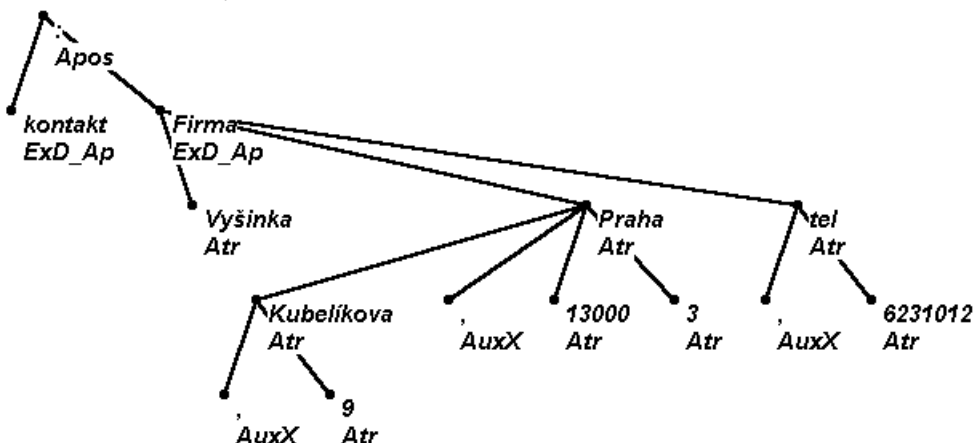 :
Apos
kontakt
ExD_Ap
Firma
ExD_Ap
Vyšinka
Atr
Praha
Atr
tel
Atr
Kubelíkova
Atr
,
AuxX
13000
Atr
3
Atr
,
AuxX
6231012
Atr
,
AuxX
9
Atr